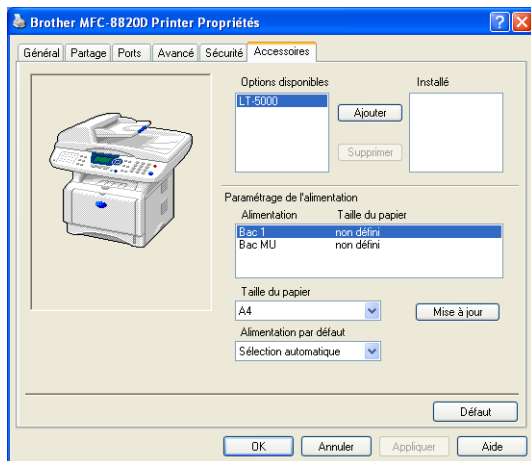 Brother MFC-8820D Printer Propriétés
Général Partage Ports Avancé Sécurité Accessoires
Options disponibles Installé
LT-5000
Ajouter
Supprimer
Paramétrage de l'alimentation
Alimentation Taille du papier
Bac 1 non défini
Bac MU non défini
Taille du papier
A4 Mise à jour
Alimentation par défaut
Sélection automatique
Défaut
OK Annuler Appliquer Aide